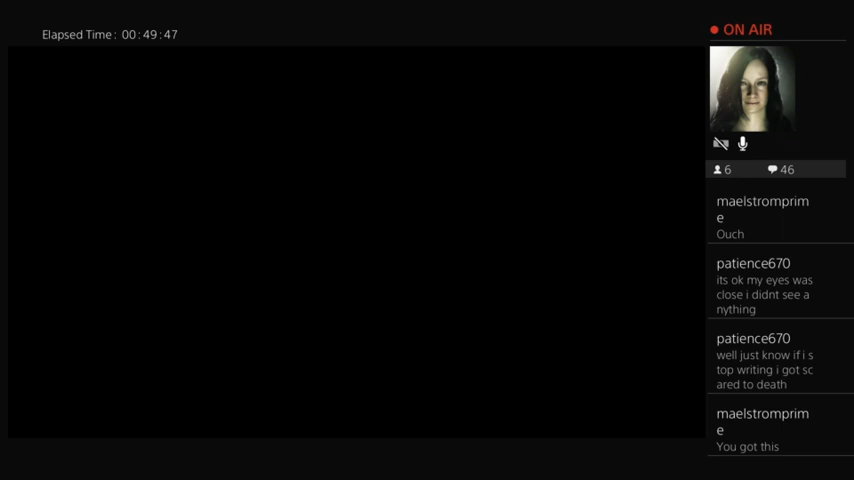 Elapsed Time: 00:49:47
ON AIR
6 46
maelstromprim
e
Ouch
patience670
its ok my eyes was
close i didnt see a
nything
patience670
well just know if i s
top writing i got sc
ared to death
maelstromprim
e
You got this